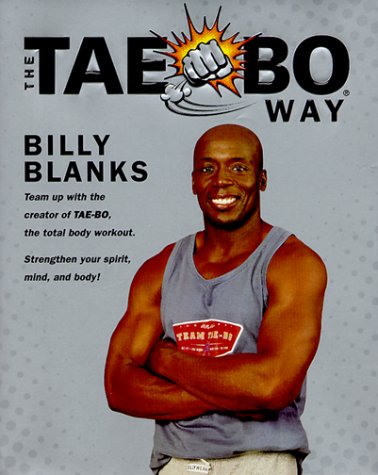 THE TAE BO®
WAY
BILLY
BLANKS
Team up with the
creator of TAE-BO,
the total body workout.
Strengthen your spirit,
mind, and body!
TEAM TAE-BO